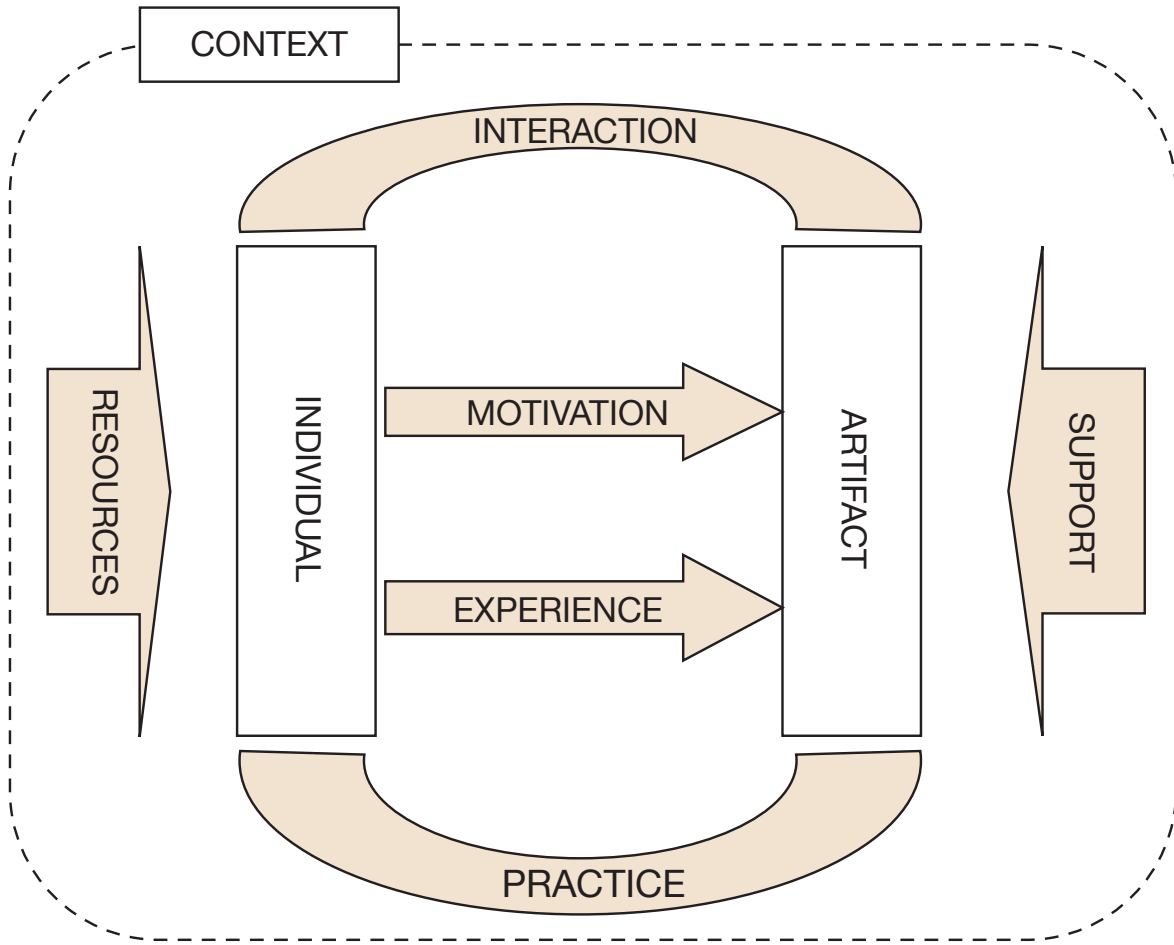 CONTEXT
INTERACTION
RESOURCES
INDIVIDUAL
MOTIVATION
EXPERIENCE
ARTIFACT
SUPPORT
PRACTICE